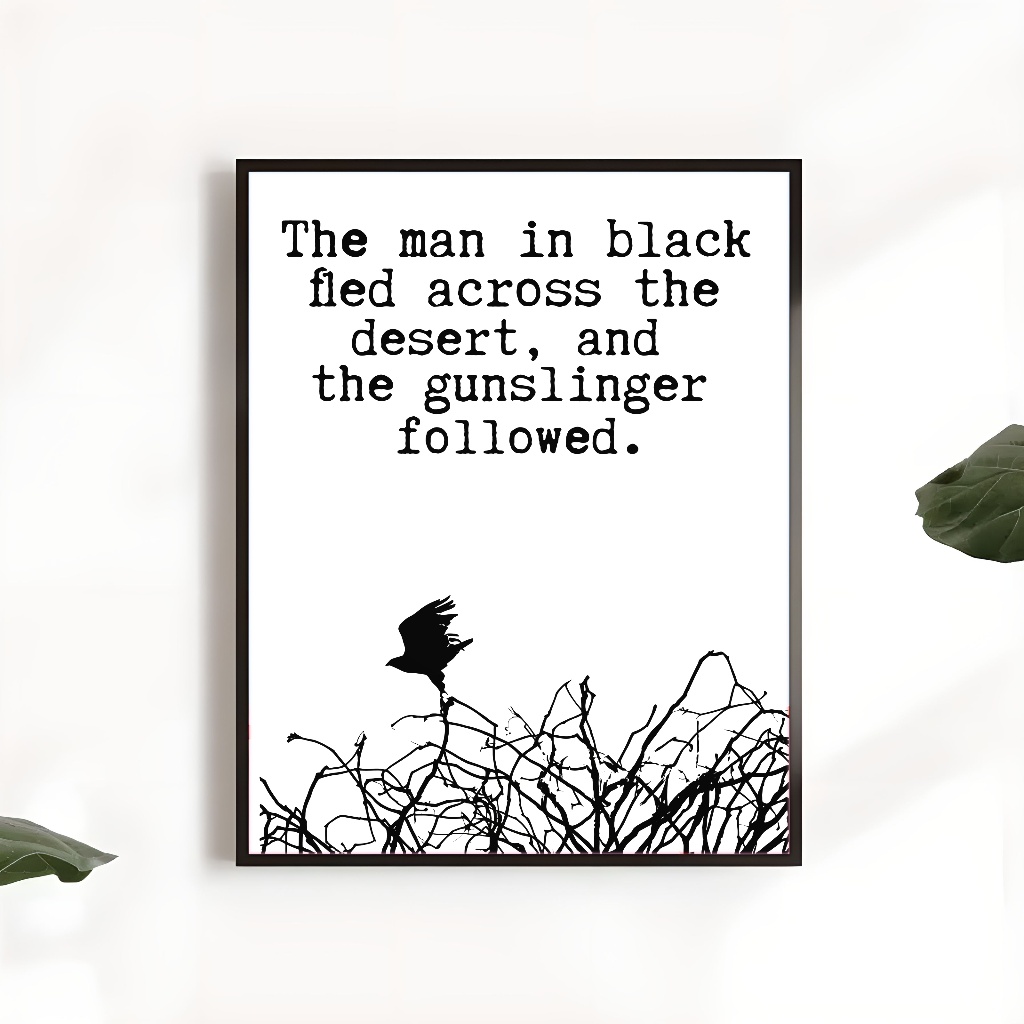 The man in black
fled across the
desert, and
the gunslinger
followed.